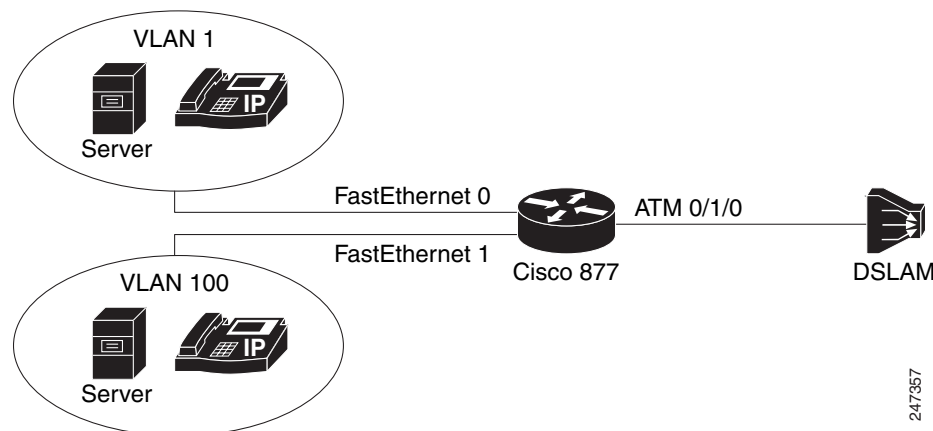 VLAN 1
IP
Server
FastEthernet 0
ATM 0/1/0
FastEthernet 1
Cisco 877
DSLAM
VLAN 100
IP
Server
247357